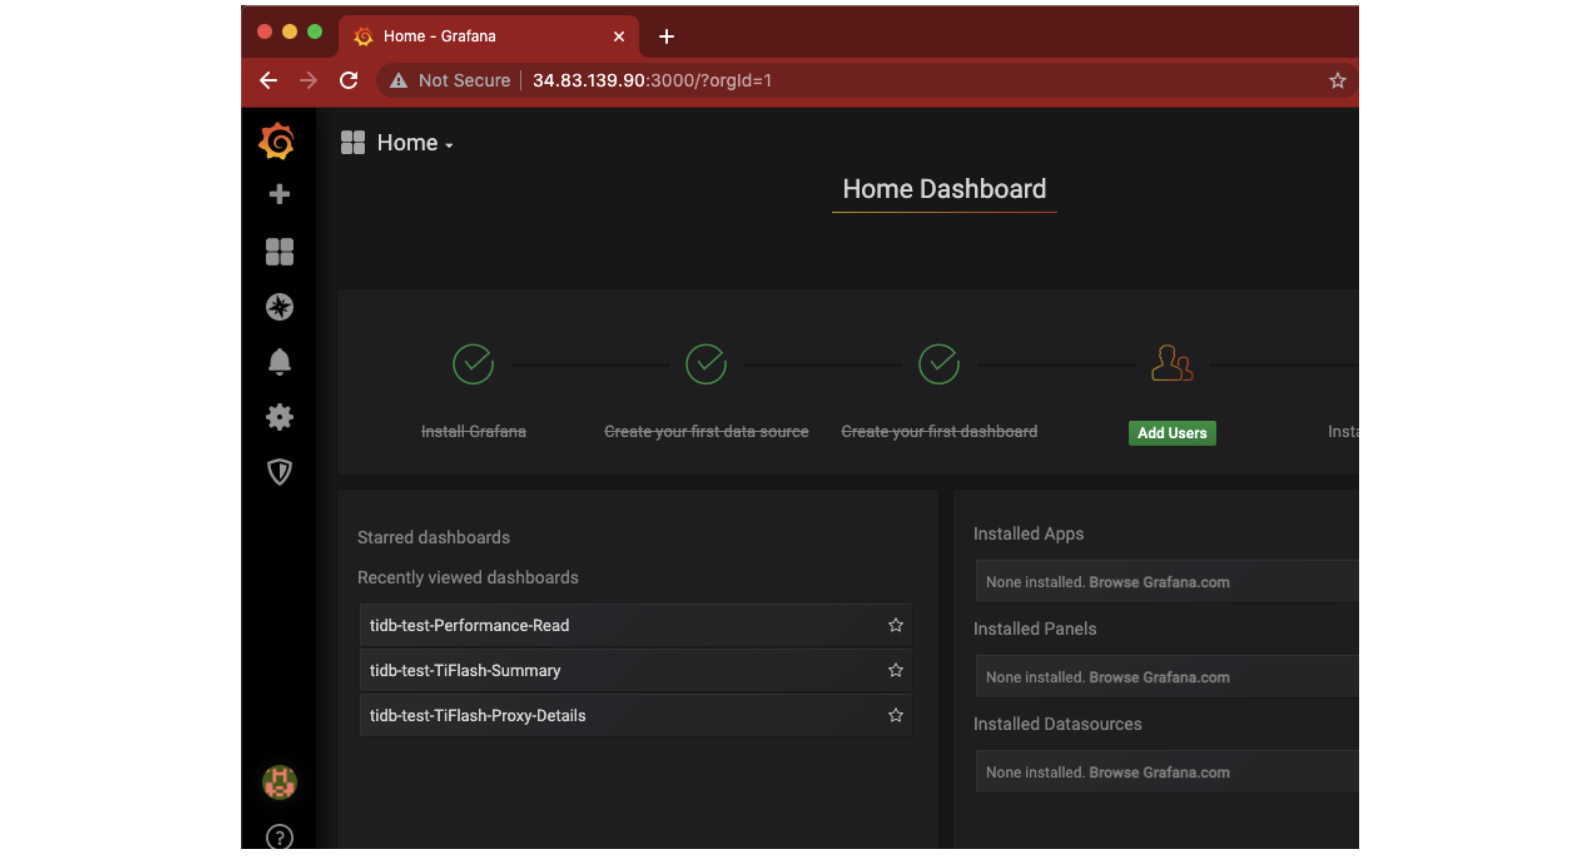 Home - Grafana
Not Secure | 34.83.139.90:3000/?orgId=1
Home
Home Dashboard
Install Grafana
Create your first data source
Create your first dashboard
Add Users
Insta
Starred dashboards
Recently viewed dashboards
tidb-test-Performance-Read
tidb-test-TiFlash-Summary
tidb-test-TiFlash-Proxy-Details
Installed Apps
None installed. Browse Grafana.com
Installed Panels
None installed. Browse Grafana.com
Installed Datasources
None installed. Browse Grafana.com